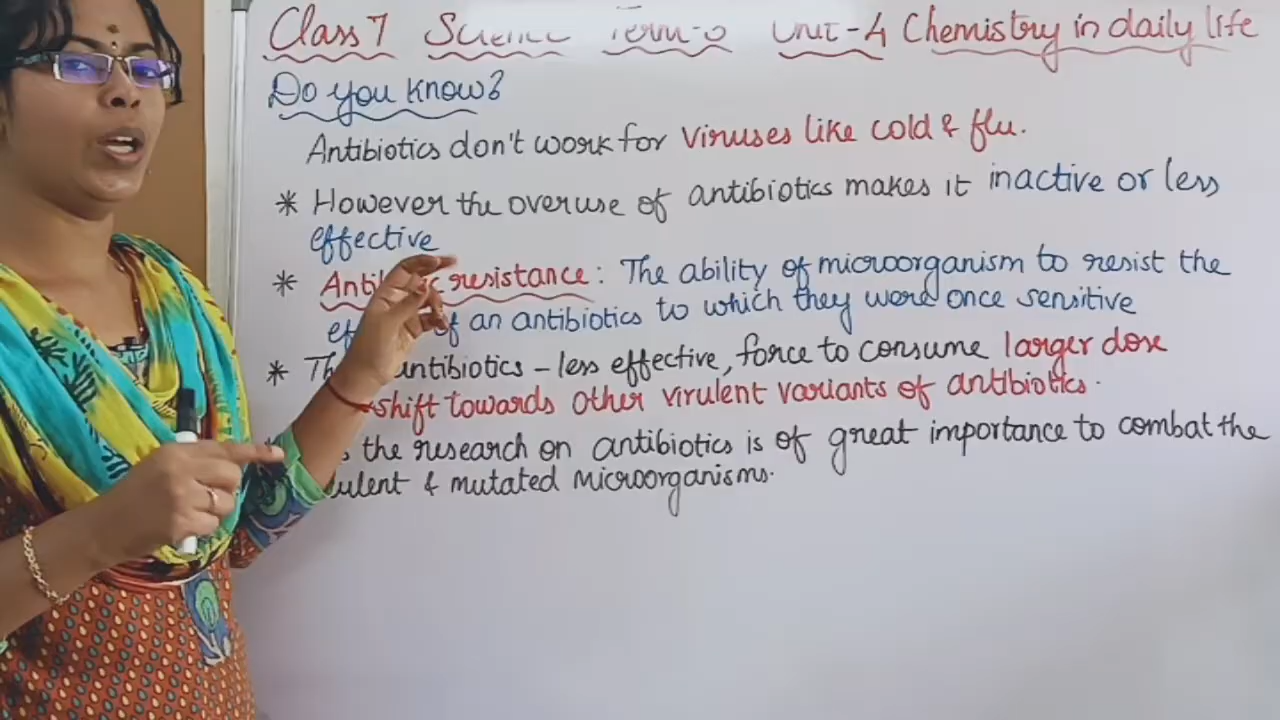 Class 7 Science Term-3 Unit-4 Chemistry in daily life
Do you know?
Antibiotics don't work for viruses like cold & flu.
* However the overuse of antibiotics makes it inactive or less
effective
* resistance: The ability of microorganism to resist the
of an antibiotics to which they were once sensitive
* antibiotics - less effective, force to consume larger dose
shift towards other virulent variants of antibiotics.
the research on antibiotics is of great importance to combat the
& mutated microorganisms.